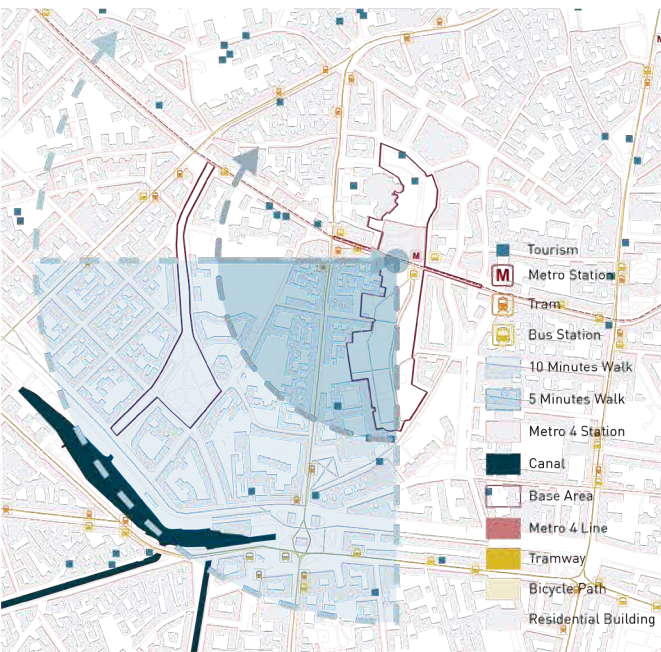 M
M
Tourism
M Metro Station
Tram
Bus Station
10 Minutes Walk
5 Minutes Walk
Metro 4 Station
Canal
Base Area
Metro 4 Line
Tramway
Bicycle Path
Residential Building